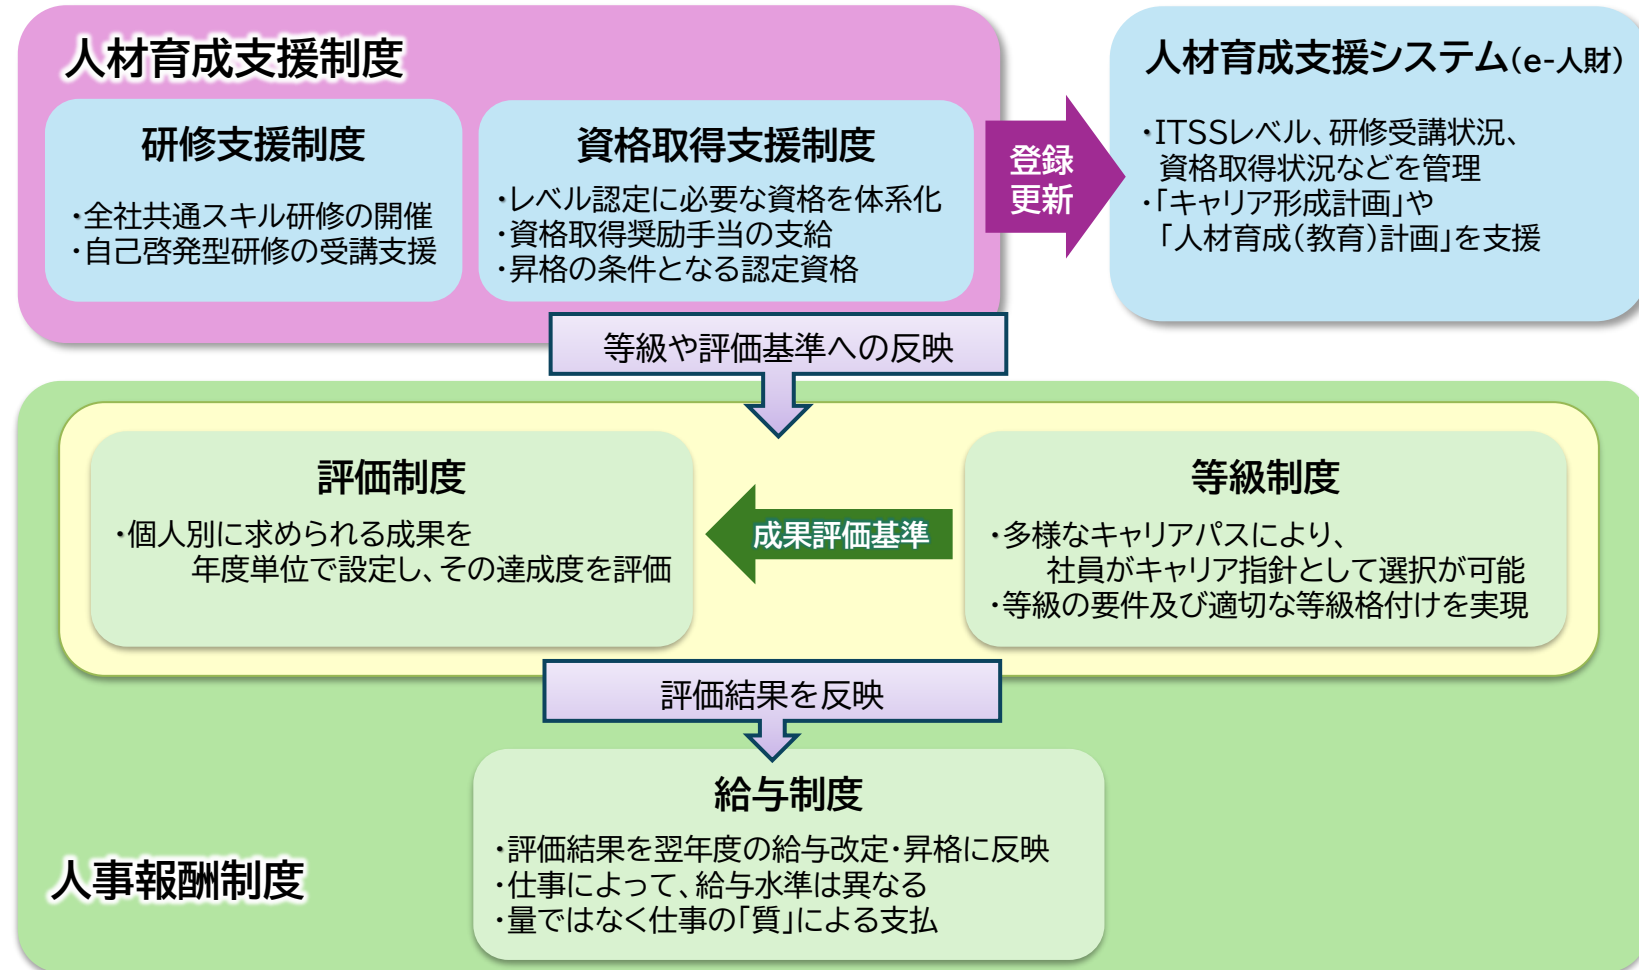 人材育成支援制度
研修支援制度
・全社共通スキル研修の開催
・自己啓発型研修の受講支援
資格取得支援制度
・レベル認定に必要な資格を体系化
・資格取得奨励手当の支給
・昇格の条件となる認定資格
登録
更新
人材育成支援システム(e-人財)
・ITSSレベル、研修受講状況、
資格取得状況などを管理
・「キャリア形成計画」や
「人材育成(教育)計画」を支援
等級や評価基準への反映
評価制度
・個人別に求められる成果を
年度単位で設定し、その達成度を評価
成果評価基準
等級制度
・多様なキャリアパスにより、
社員がキャリア指針として選択が可能
・等級の要件及び適切な等級格付けを実現
評価結果を反映
給与制度
・評価結果を翌年度の給与改定・昇格に反映
・仕事によって、給与水準は異なる
・量ではなく仕事の「質」による支払
人事報酬制度